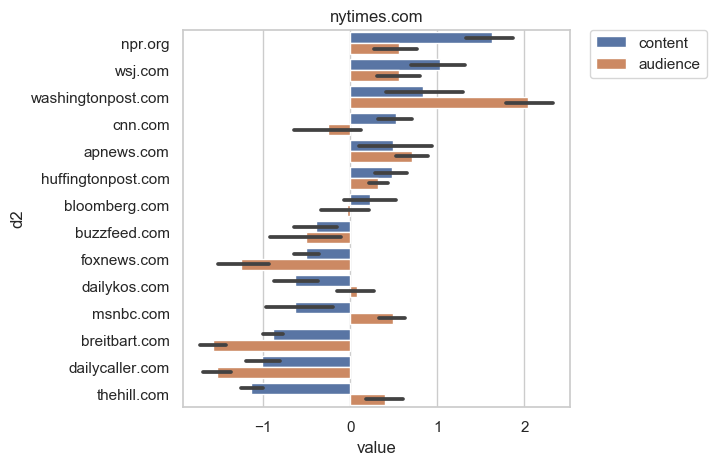 nytimes.com
content
audience
npr.org
wsj.com
washingtonpost.com
cnn.com
apnews.com
huffingtonpost.com
bloomberg.com
buzzfeed.com
foxnews.com
dailykos.com
msnbc.com
breitbart.com
dailycaller.com
thehill.com
d2
−1
0
1
2
value